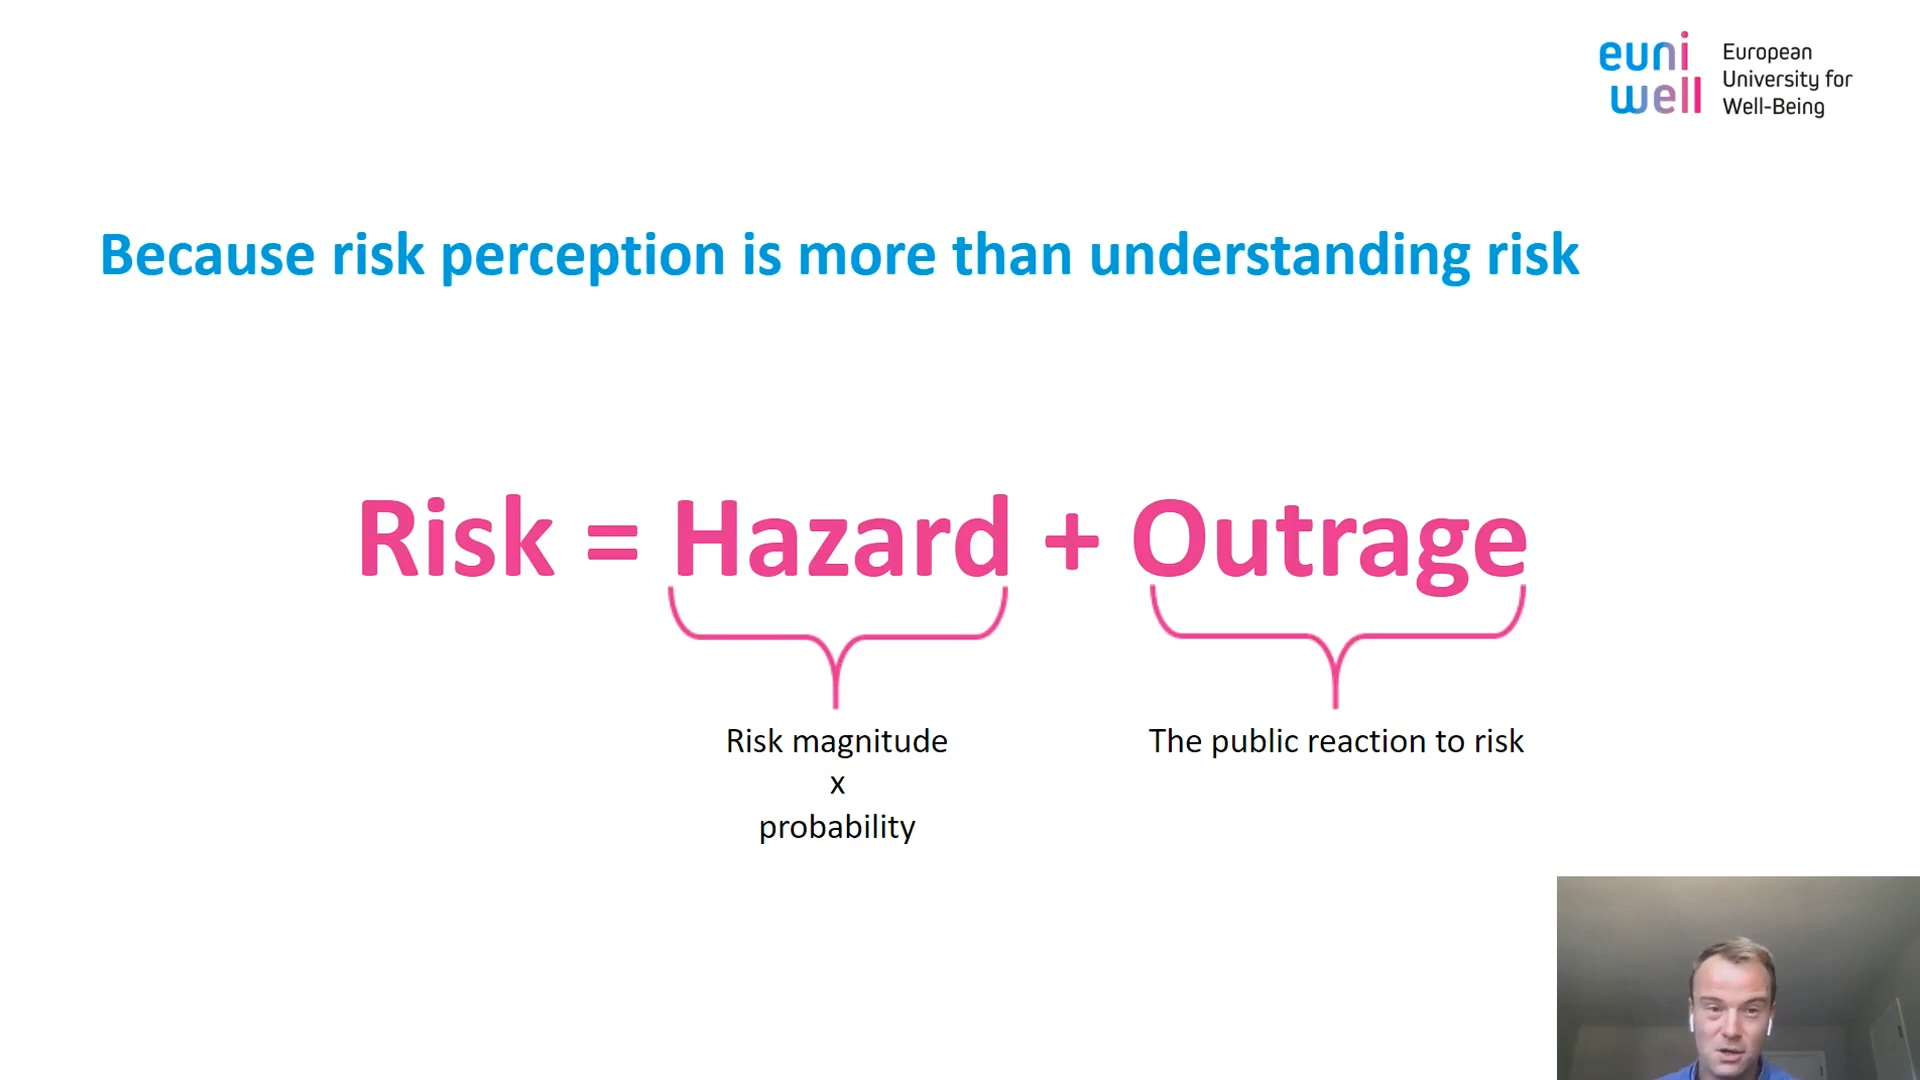 euni
well
European
University for
Well-Being
Because risk perception is more than understanding risk
Risk = Hazard + Outrage
Risk magnitude
x
probability
The public reaction to risk